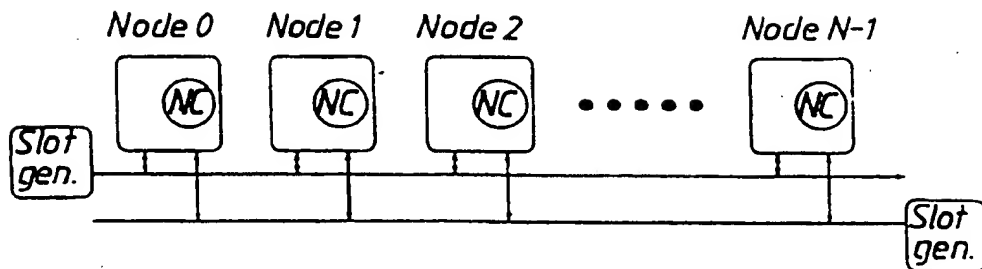 Node 0 Node 1 Node 2 Node N-1
NC NC NC NC
Slot
gen.
Slot
gen.